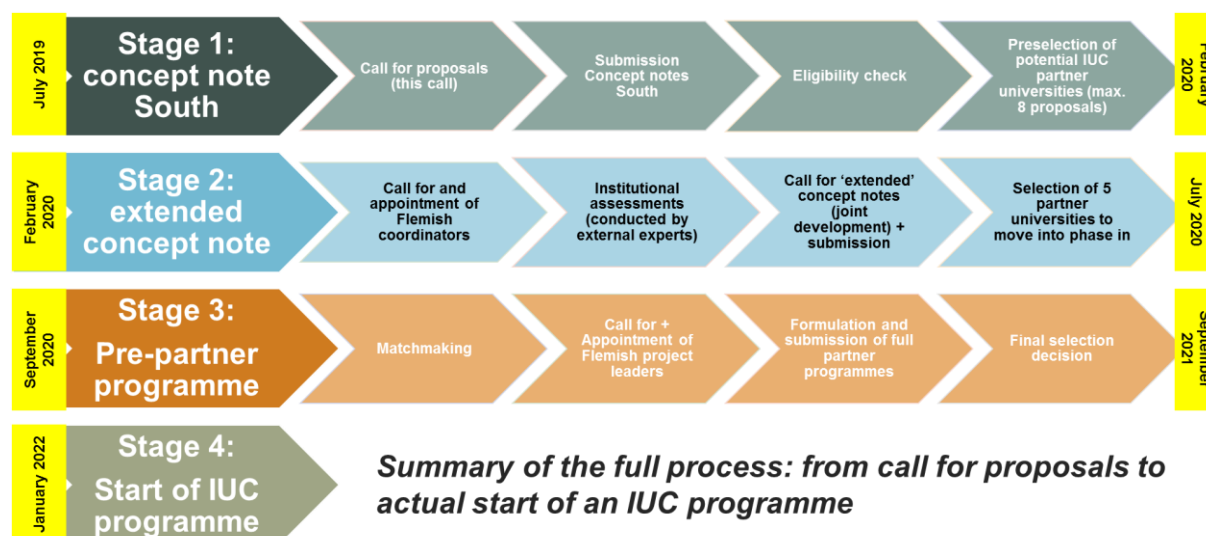 July 2019
Stage 1:
concept note
South
Call for proposals
(this call)
Submission
Concept notes
South
Eligibility check
Preselection of
potential IUC
partner
universities (max.
8 proposals)
February
2020
February
2020
Stage 2:
extended
concept note
Call for and
appointment of
Flemish
coordinators
Institutional
assessments
(conducted by
external experts)
Call for ‘extended’
concept notes
(joint
development) +
submission
Selection of 5
partner
universities to
move into phase in
July 2020
September
2020
Stage 3:
Pre-partner
programme
Matchmaking
Call for +
Appointment of
Flemish project
leaders
Formulation and
submission of full
partner
programmes
Final selection
decision
September
2021
January 2022
Stage 4:
Start of IUC
programme
Summary of the full process: from call for proposals to
actual start of an IUC programme